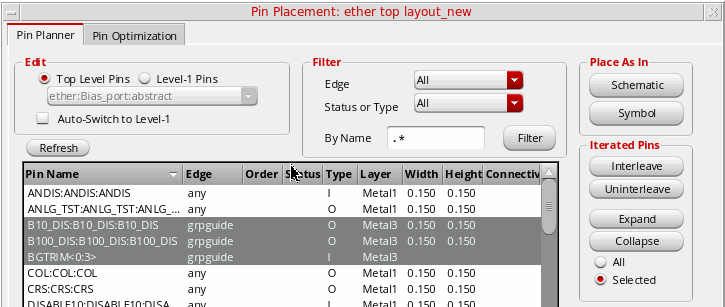 Pin Placement: ether top layout_new
Pin Planner Pin Optimization
Edit
Top Level Pins Level-1 Pins
ether:Bias_port:abstract
Auto-Switch to Level-1
Filter
Edge All
Status or Type All
By Name .* Filter
Place As In
Schematic
Symbol
Refresh
Iterated Pins
Interleave
Uninterleave
Expand
Collapse
All
Selected
Pin Name Edge Order Status Type Layer Width Height Connectiv
ANDIS:ANDIS:ANDIS any I Metal1 0.150 0.150
ANLG_TST:ANLG_TST:ANLG_... any O Metal1 0.150 0.150
B10_DIS:B10_DIS:B10_DIS grpguide O Metal3 0.150 0.150
B100_DIS:B100_DIS:B100_DIS grpguide O Metal3 0.150 0.150
BGTRIM<0:3> grpguide I Metal3
COL:COL:COL any O Metal1 0.150 0.150
CRS:CRS:CRS any O Metal1 0.150 0.150
DISABLE10:DISABLE10:DISA... any I Metal1 0.150 0.150